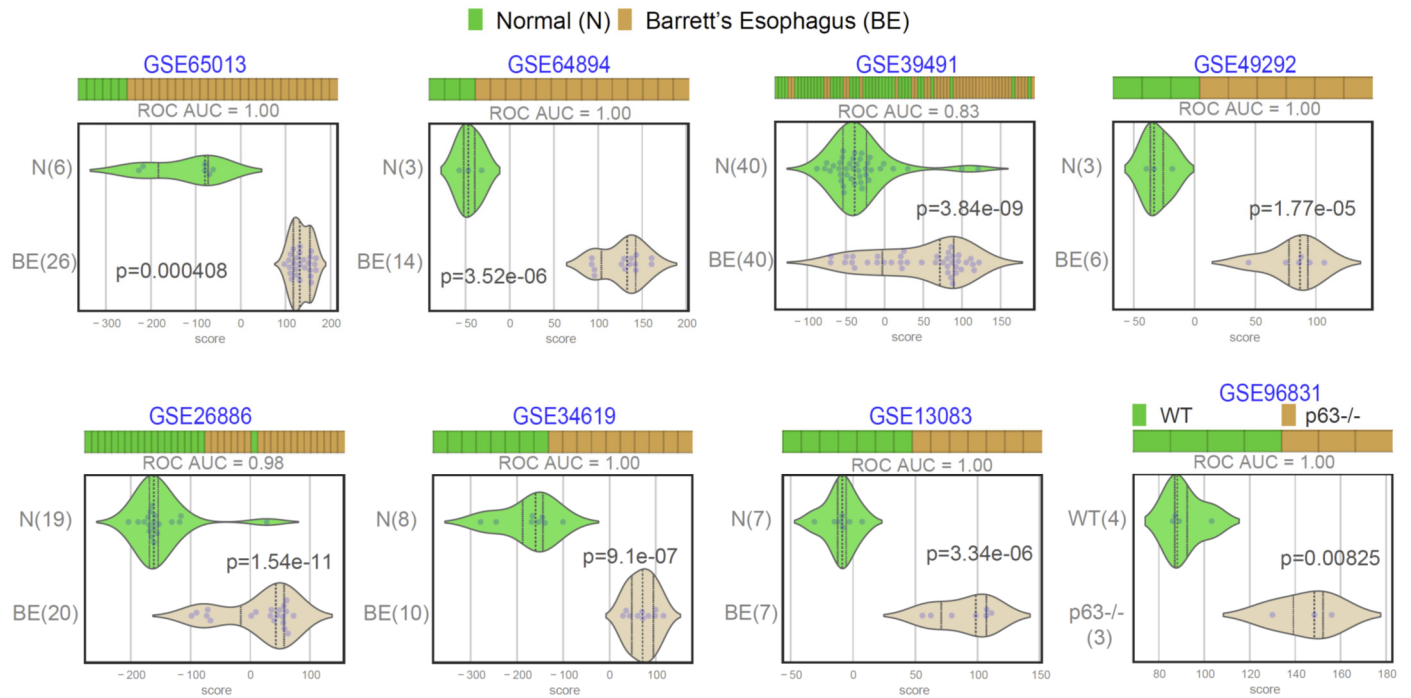 Normal (N) Barrett's Esophagus (BE)
GSE65013
ROC AUC = 1.00
N(6)
BE(26)
p=0.000408
−300 −200 −100 0 100 200
score
GSE64894
ROC AUC = 1.00
N(3)
BE(14)
p=3.52e-06
−50 0 50 100 150 200
score
GSE39491
ROC AUC = 0.83
N(40)
p=3.84e-09
BE(40)
−100 −50 0 50 100 150
score
GSE49292
ROC AUC = 1.00
N(3)
p=1.77e-05
BE(6)
−50 0 50 100
score
GSE26886
ROC AUC = 0.98
N(19)
p=1.54e-11
BE(20)
−200 −100 0 100
score
GSE34619
ROC AUC = 1.00
N(8)
p=9.1e-07
BE(10)
−300 −200 −100 0 100
score
GSE13083
ROC AUC = 1.00
N(7)
p=3.34e-06
BE(7)
−50 0 50 100 150
score
GSE96831
WT p63-/-
ROC AUC = 1.00
WT(4)
p=0.00825
p63-/-
(3)
80 100 120 140 160 180
score